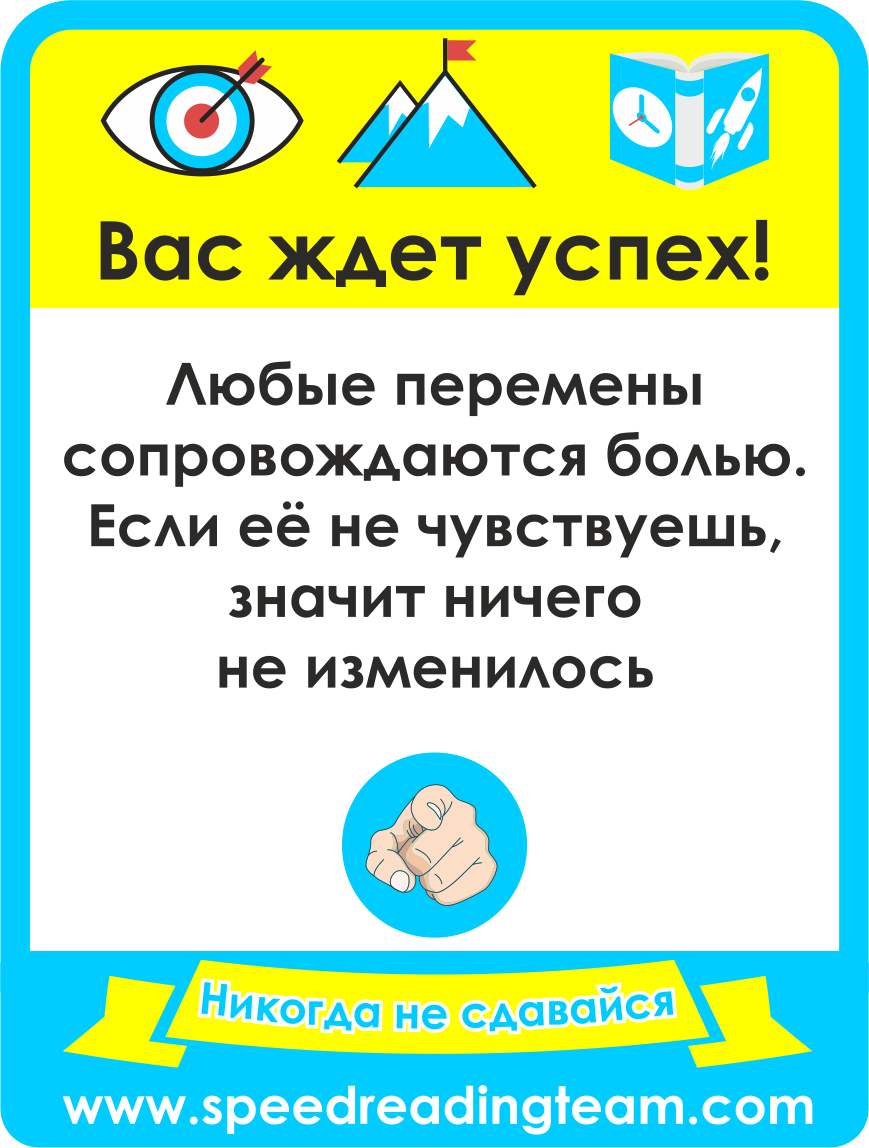 Вас ждет успех!
Любые перемены
сопровождаются болью.
Если её не чувствуешь,
значит ничего
не изменилось
Никогда не сдавайся
www.speedreadingteam.com